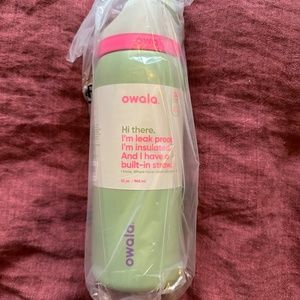 owala
Hi there.
I'm leak proof.
I'm insulated.
And I have a
built-in straw.
owala